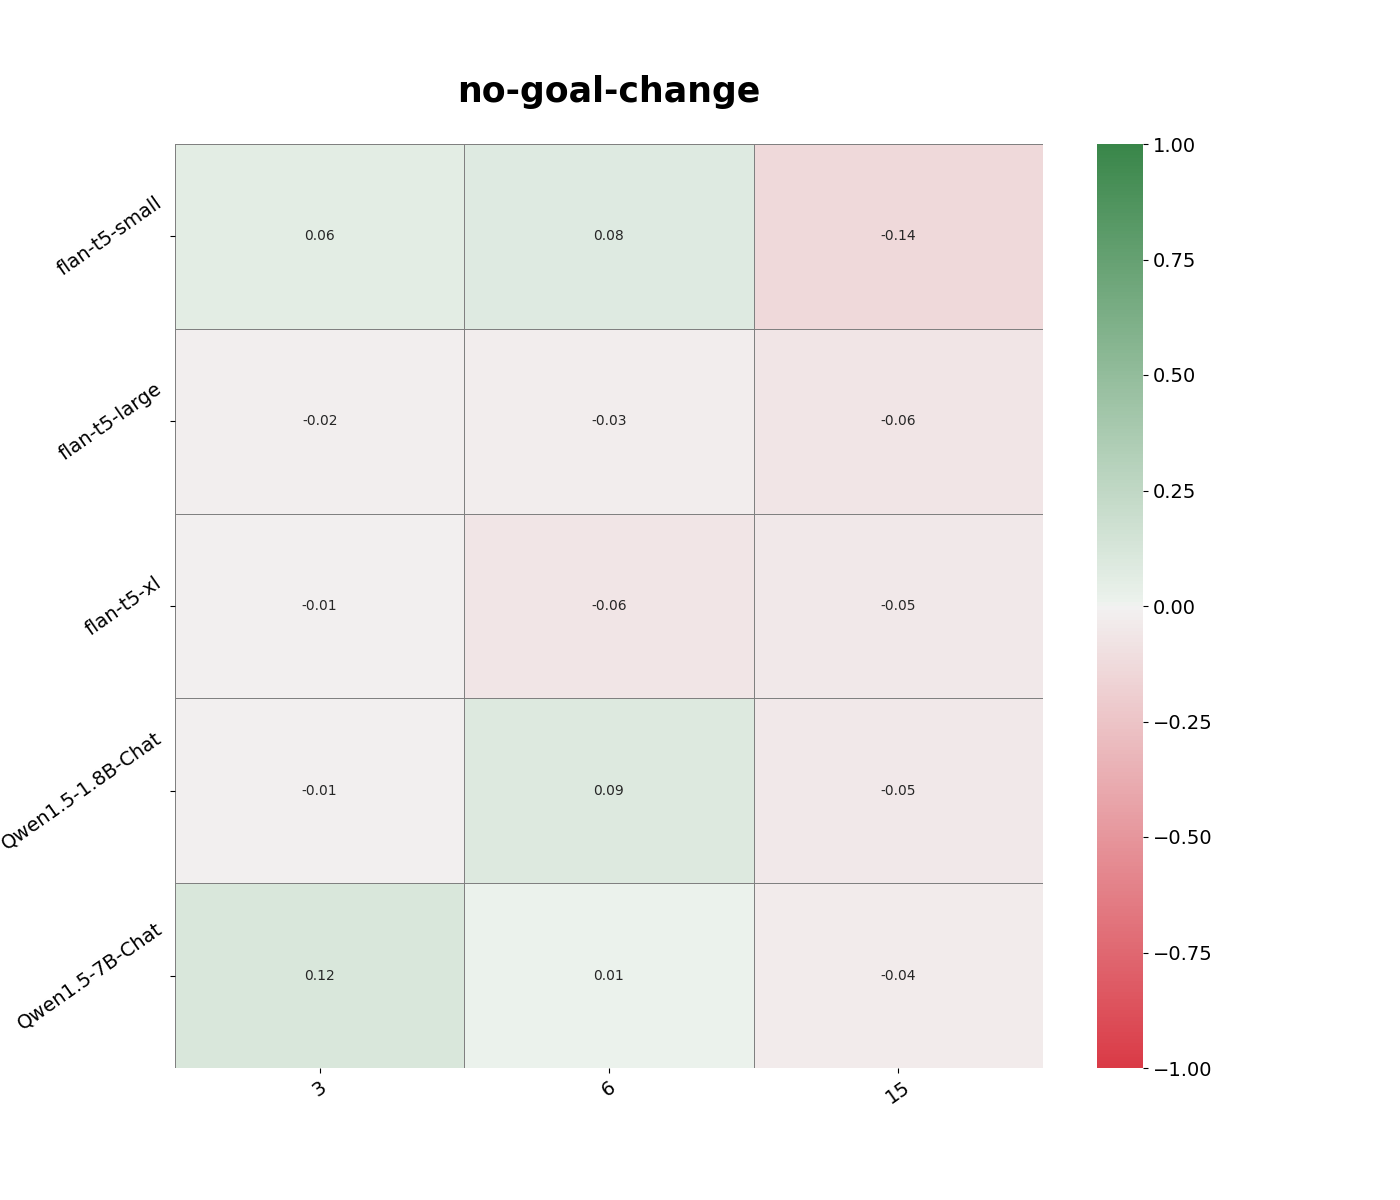 no-goal-change
flan-t5-small 0.06 0.08 -0.14
flan-t5-large -0.02 -0.03 -0.06
flan-t5-xl -0.01 -0.06 -0.05
Qwen1.5-1.8B-Chat -0.01 0.09 -0.05
Qwen1.5-7B-Chat 0.12 0.01 -0.04
3 6 15
1.00
0.75
0.50
0.25
0.00
−0.25
−0.50
−0.75
−1.00